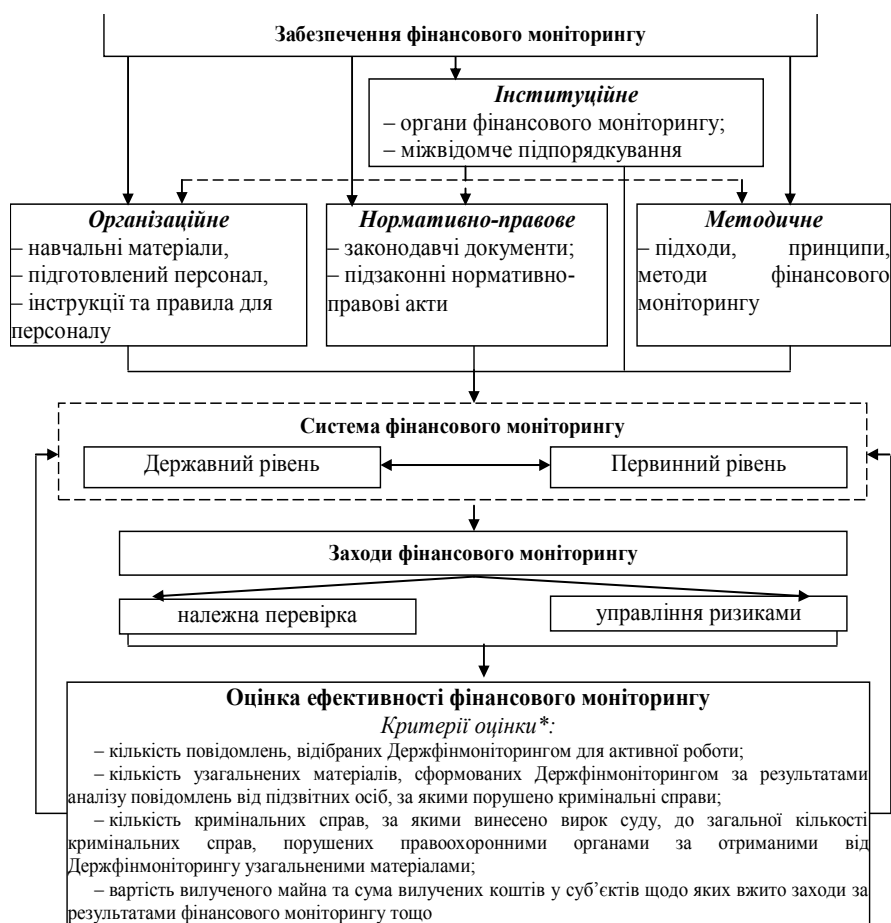 Забезпечення фінансового моніторингу
Інституційне
– органи фінансового моніторингу;
– міжвідомче підпорядкування
Організаційне
– навчальні матеріали,
– підготовлений персонал,
– інструкції та правила для
персоналу
Нормативно-правове
– законодавчі документи;
– підзаконні нормативно-
правові акти
Методичне
– підходи, принципи,
методи фінансового
моніторингу
Система фінансового моніторингу
Державний рівень
Первинний рівень
Заходи фінансового моніторингу
належна перевірка
управління ризиками
Оцінка ефективності фінансового моніторингу
Критерії оцінки*:
– кількість повідомлень, відібраних Держфінмоніторингом для активної роботи;
– кількість узагальнених матеріалів, сформованих Держфінмоніторингом за результатами
аналізу повідомлень від підзвітних осіб, за якими порушено кримінальні справи;
– кількість кримінальних справ, за якими винесено вирок суду, до загальної кількості
кримінальних справ, порушених правоохоронними органами за отриманими від
Держфінмоніторингу узагальненими матеріалами;
– вартість вилученого майна та сума вилучених коштів у суб’єктів щодо яких вжито заходи за
результатами фінансового моніторингу тощо